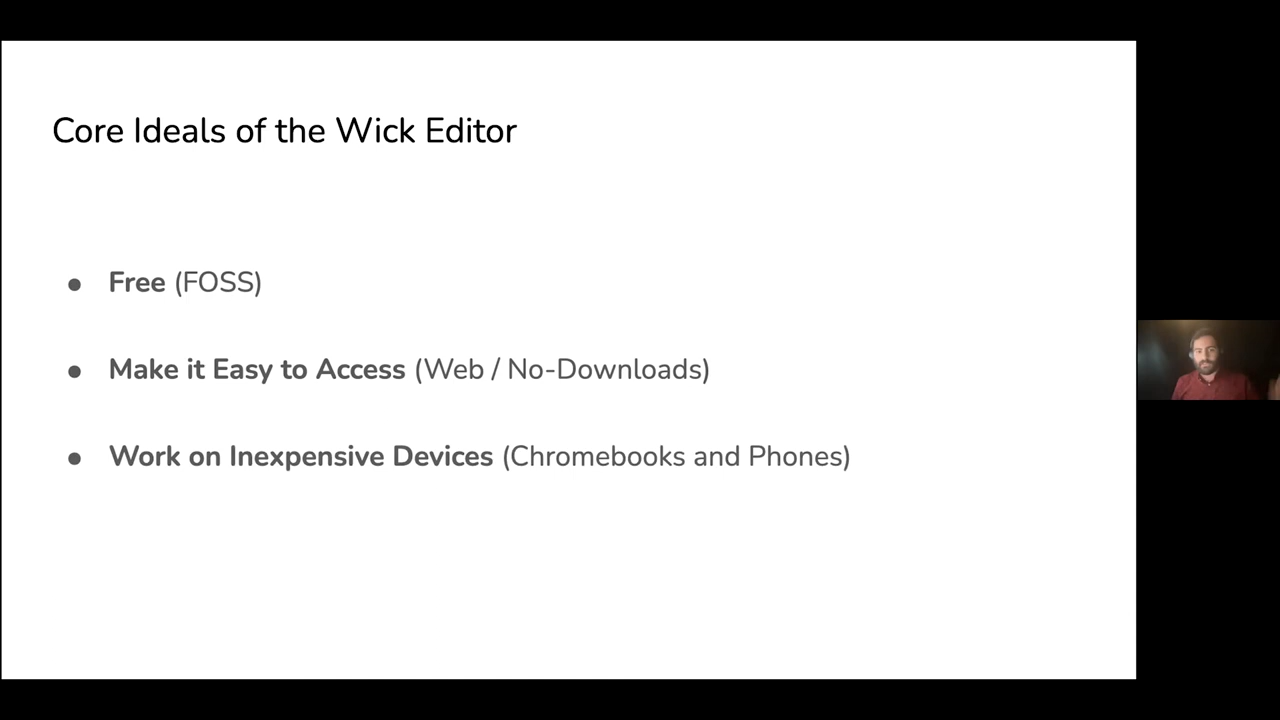 Core Ideals of the Wick Editor
● Free (FOSS)
● Make it Easy to Access (Web / No-Downloads)
● Work on Inexpensive Devices (Chromebooks and Phones)